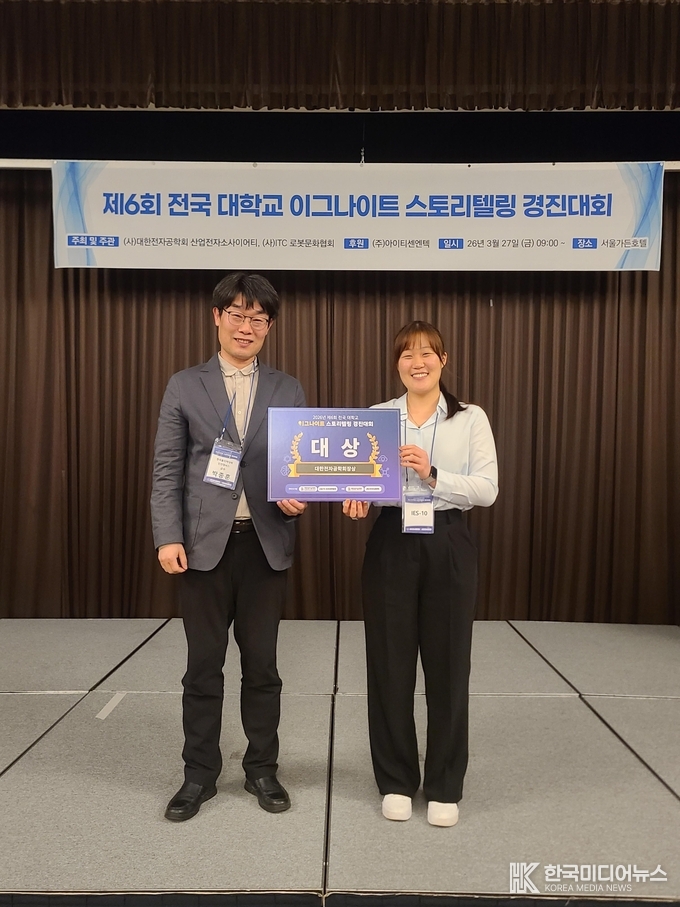 제6회 전국 대학교 이그나이트 스토리텔링 경진대회
주최 및 주관 (사)대한전자공학회 산업전자소사이어티, (사)ITC 로봇문화협회 후원 (주)아이티센엔텍 일시 26년 3월 27일 (금) 09:00 - 장소 서울가든호텔
2026년 제6회 전국 대학교
이그나이트 스토리텔링 경진대회
대상
대한전자공학회장상
박종훈
IES-10
HK 한국미디어뉴스
KOREA MEDIA NEWS